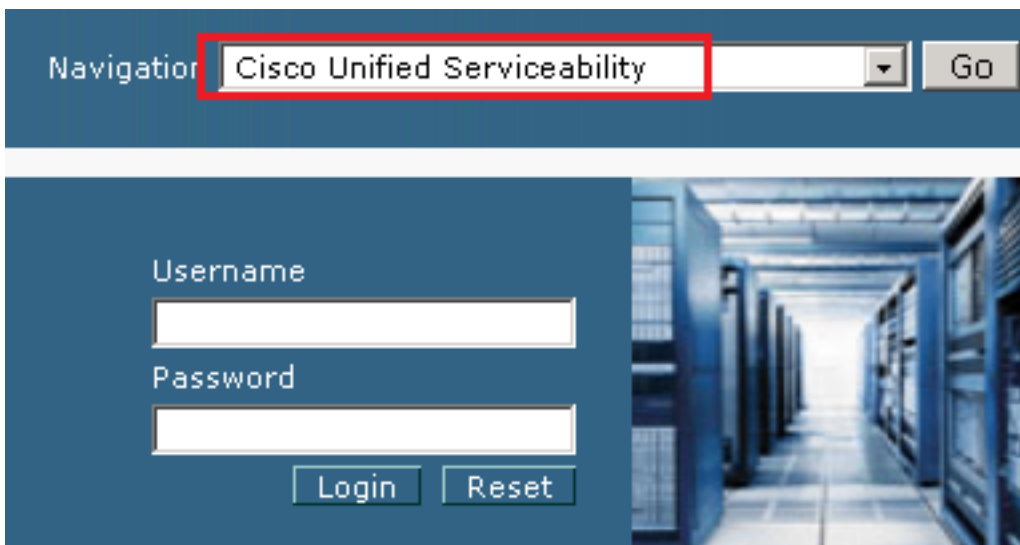 Navigation Cisco Unified Serviceability Go
Username
Password
Login Reset